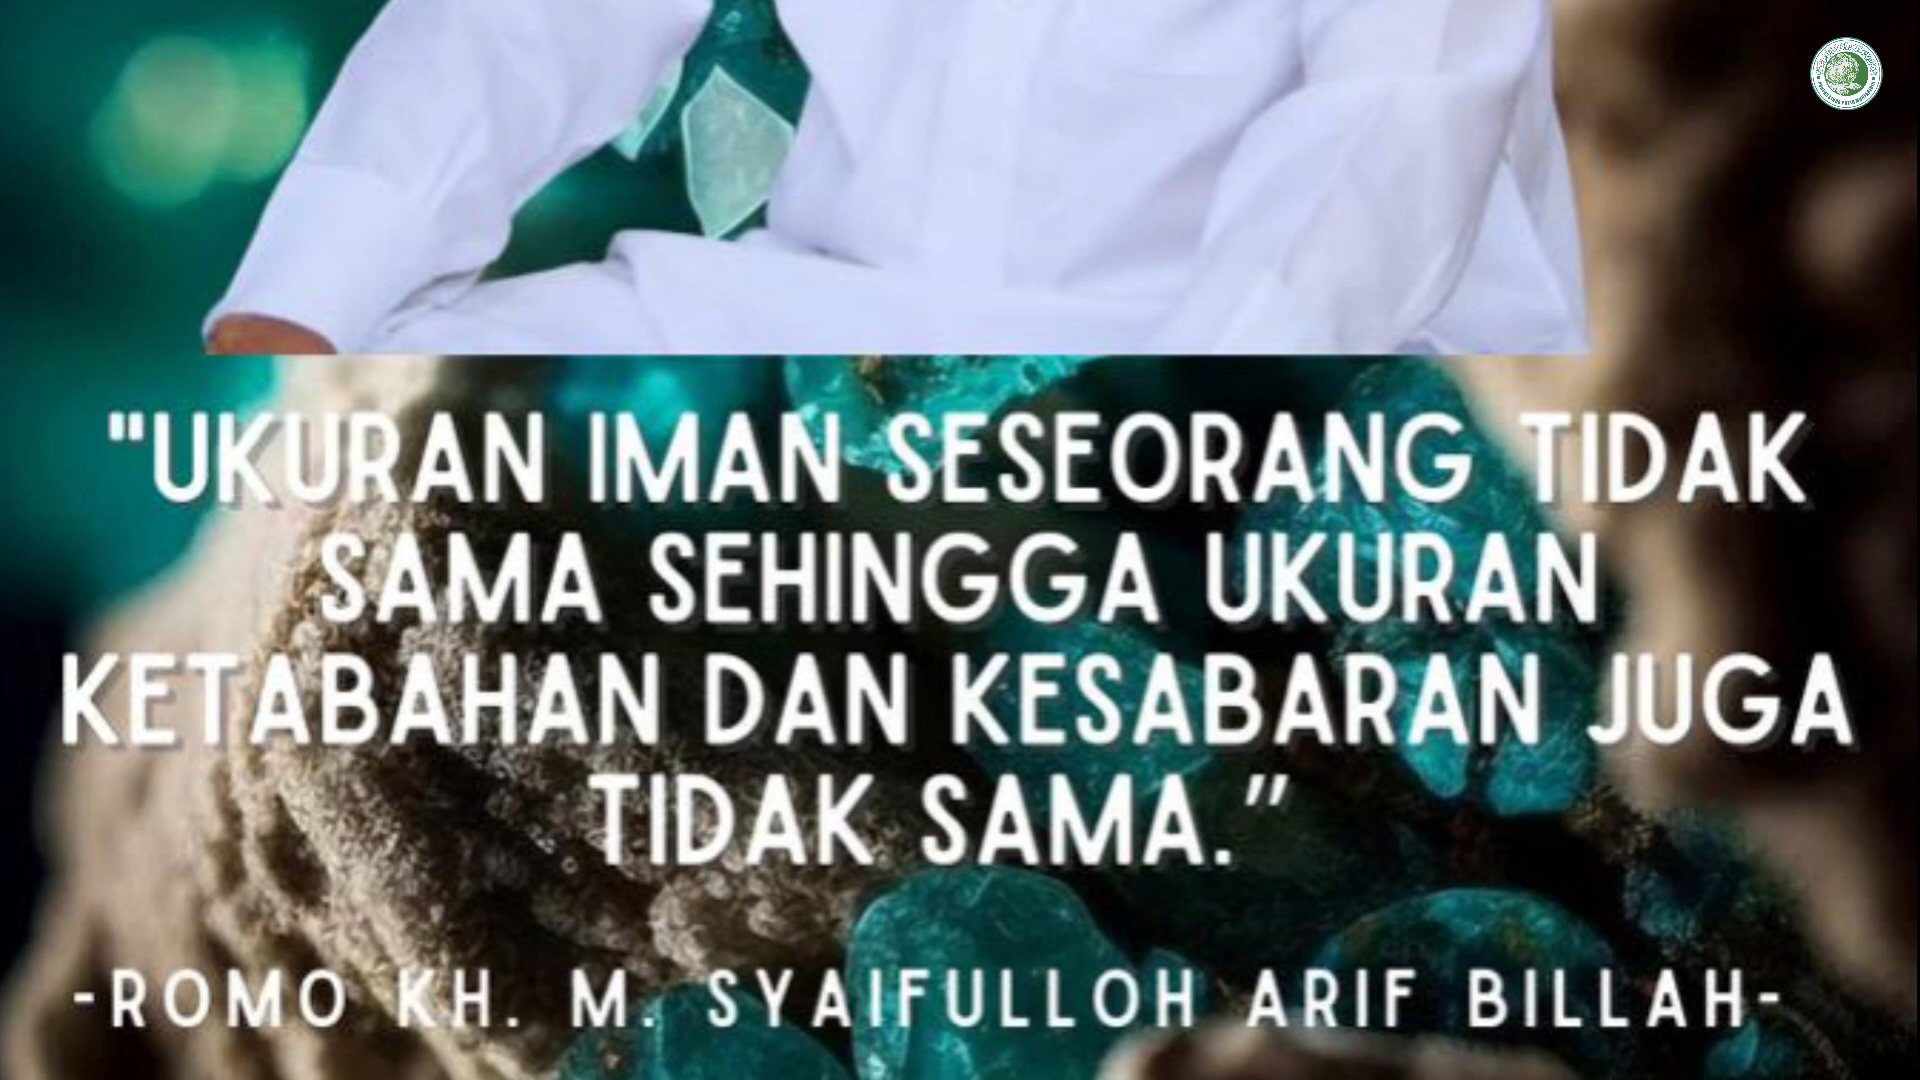 "UKURAN IMAN SESEORANG TIDAK
SAMA SEHINGGA UKURAN
KETABAHAN DAN KESABARAN JUGA
TIDAK SAMA.”
-ROMO KH. M. SYAIFULLOH ARIF BILLAH-